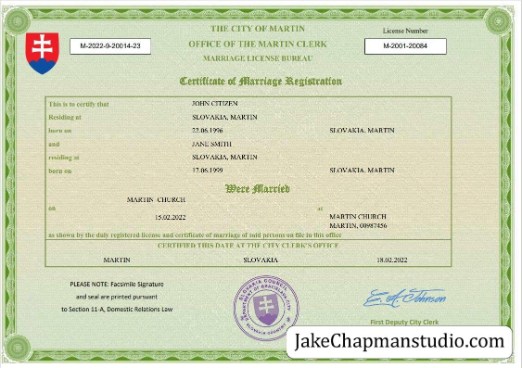 THE CITY OF MARTIN
License Number
M-2022-9-20014-23
OFFICE OF THE MARTIN CLERK
M-2001-20084
MARRIAGE LICENSE BUREAU
Certificate of Marriage Registration
This is to certify that JOHN CITIZEN
Residing at SLOVAKIA, MARTIN
born on 22.06.1996 SLOVAKIA, MARTIN
and JANE SMITH
residing at SLOVAKIA, MARTIN
born on 17.06.1999 SLOVAKIA, MARTIN
Were Married
MARTIN CHURCH
on 15.02.2022 at MARTIN CHURCH
MARTIN, 00987456
as shown by the duly registered license and certificate of marriage of said persons on file in this office
CERTIFIED THIS DATE AT THE CITY CLERK'S OFFICE
MARTIN SLOVAKIA 18.02.2022
PLEASE NOTE: Facsimile Signature
and seal are printed pursuant
to Section 11-A, Domestic Relations Law
SLOVAKIA COUNCIL
SLOVAKIA COUNTRY
First Deputy City Clerk
JakeChapmanstudio.com